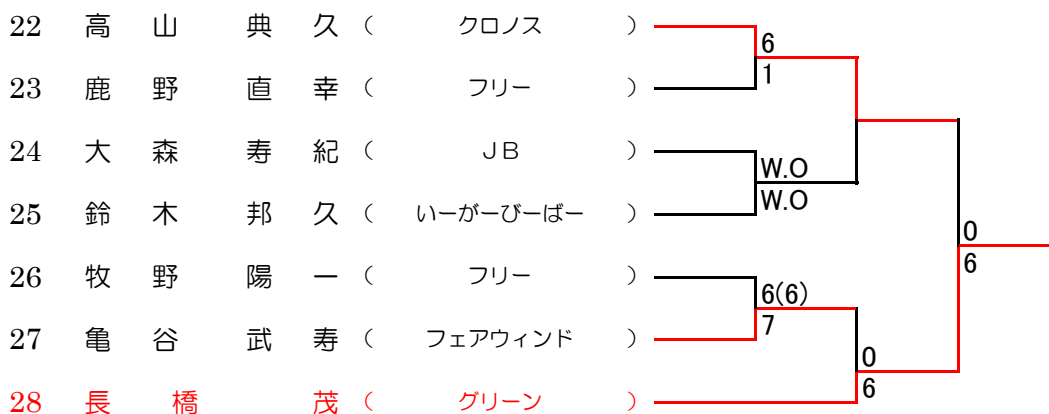 22 高 山 典 久 （ クロノス ）
6
23 鹿 野 直 幸 （ フリー ）
1
24 大 森 寿 紀 （ ＪＢ ）
W.O
25 鈴 木 邦 久 （ いーがーびーばー ）
W.O
0
6
26 牧 野 陽 一 （ フリー ）
6(6)
27 亀 谷 武 寿 （ フェアウィンド ）
7
0
6
28 長 橋 茂 （ グリーン ）